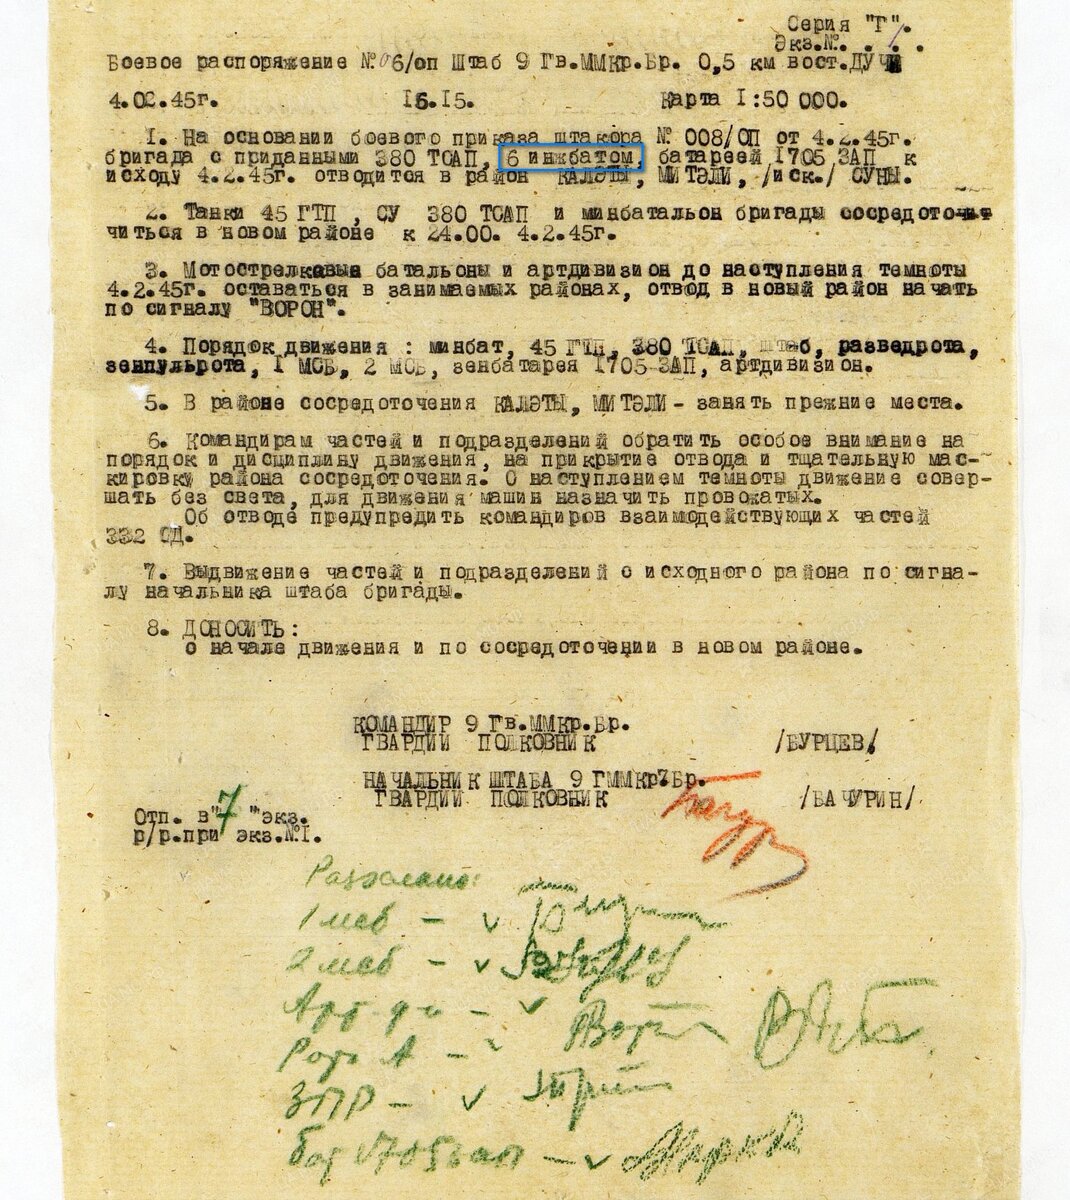 Серия "Г".
Экз.№. . 1. .
Боевое распоряжение №06/оп Штаб 9 Гв.ММкр.Бр. 0,5 км вост.ДУЧИ
4.02.45г. 16.15. Карта 1:50 000.
1. На основании боевого приказа штакора № 008/ОП от 4.2.45г.
бригада с приданными 380 ТСАП, 6 инжбатом, батареей 1705 ЗАП к
исходу 4.2.45г. отводится в район КАЛЭТЫ, МИТЭЛИ, /иск./ СУНЫ.
2. Танки 45 ГТП , СУ 380 ТСАП и минбатальон бригады сосредото
читься в новом районе к 24.00. 4.2.45г.
3. Мотострелковые батальоны и артдивизион до наступления темноты
4.2.45г. оставаться в занимаемых районах, отвод в новый район начать
по сигналу "ВОРОН".
4. Порядок движения : минбат, 45 ГТП, 380 ТСАП, штаб, разведрота,
зенпульрота, 1 МСБ, 2 МСБ, зенбатарея 1705 ЗАП, артдивизион.
5. В районе сосредоточения КАЛЭТЫ, МИТЭЛИ - занять прежние места.
6. Командирам частей и подразделений обратить особое внимание на
порядок и дисциплину движения, на прикрытие отвода и тщательную мас-
кировку района сосредоточения. С наступлением темноты движение совер-
шать без света, для движения машин назначить провожатых.
Об отводе предупредить командиров взаимодействующих частей
332 СД.
7. Выдвижение частей и подразделений с исходного района по сигна-
лу начальника штаба бригады.
8. ДОНОСИТЬ:
о начале движения и по сосредоточении в новом районе.
КОМАНДИР 9 Гв.ММкр.Бр.
ГВАРДИИ ПОЛКОВНИК /БУРЦЕВ/
НАЧАЛЬНИК ШТАБА 9 ГММкр.Бр.
ГВАРДИИ ПОЛКОВНИК /БАЧУРИН/
Отп. в"7"экз.
р/р.при экз.№1.
Разослано:
1 мсб - v
2 мсб - v
Арт. д-н - v
Рота А -
ЗПР - v
бат 1705 зап - v